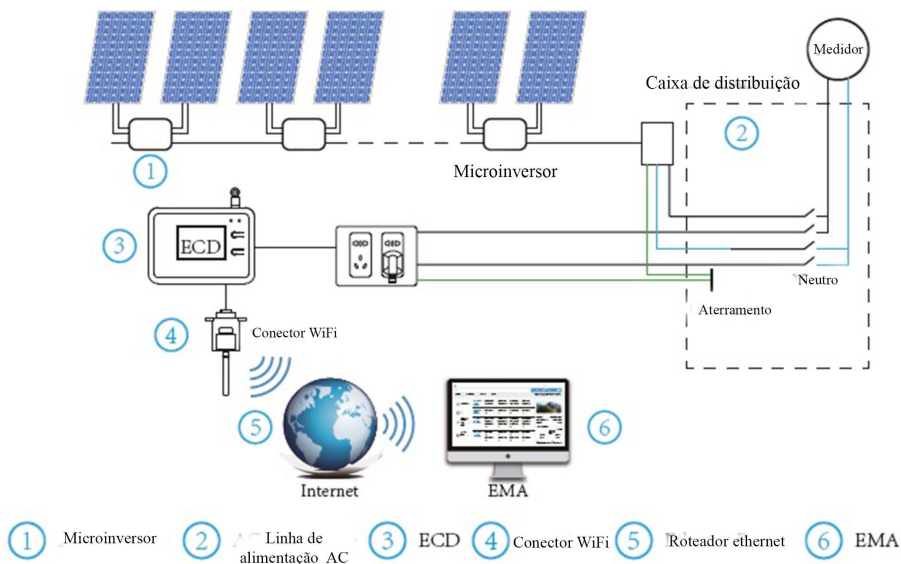 Medidor
Caixa de distribuição
2
1
Microinversor
3
ECD
Neutro
Aterramento
4
Conector WiFi
5
6
Internet
EMA
1 Microinversor
2 Linha de
alimentação AC
3 ECD
4 Conector WiFi
5 Roteador ethernet
6 EMA